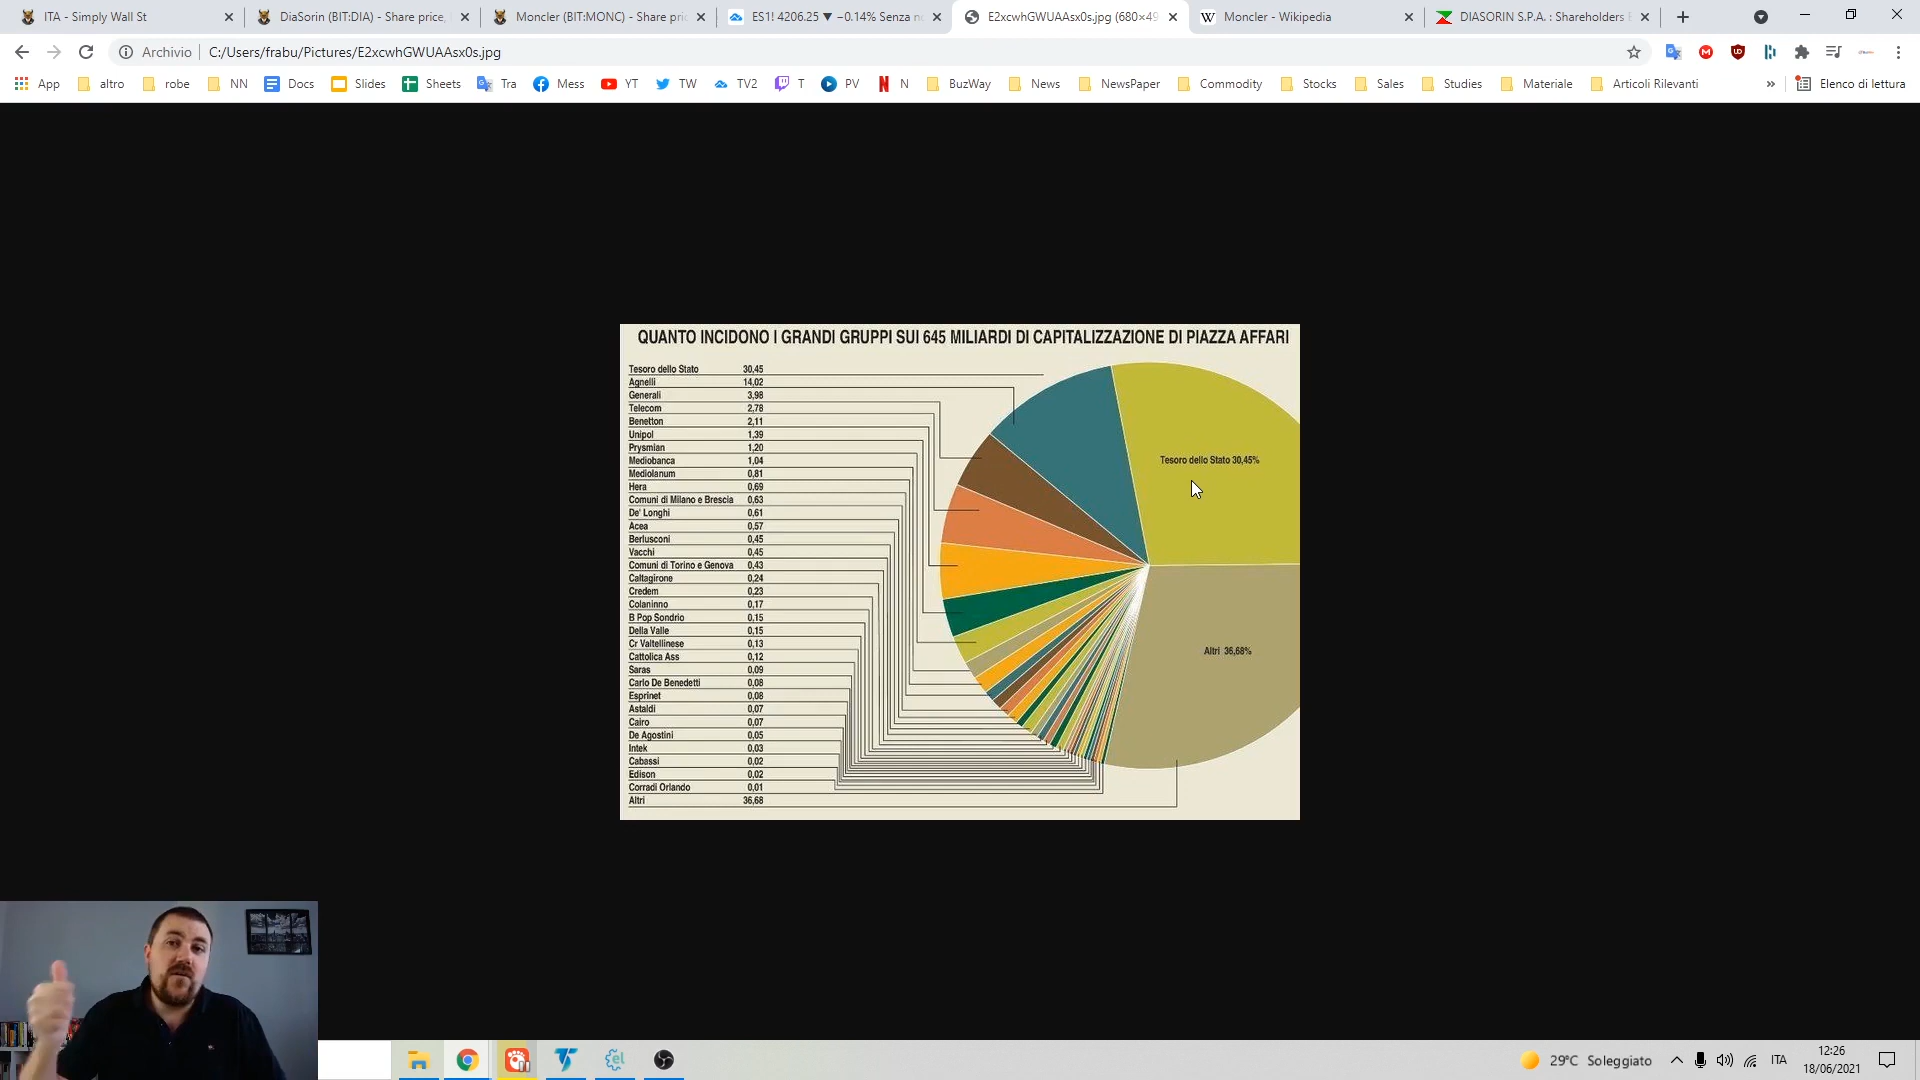 ITA - Simply Wall St
DiaSorin (BIT:DIA) - Share price,
Moncler (BIT:MONC) - Share pri
ES1! 4206.25 ▼ −0.14% Senza n
E2xcwhGWUAAsx0s.jpg (680×49
Moncler - Wikipedia
DIASORIN S.P.A. : Shareholders
Archivio
C:/Users/frabu/Pictures/E2xcwhGWUAAsx0s.jpg
App
altro
robe
NN
Docs
Slides
Sheets
Tra
Mess
YT
TW
TV2
T
PV
N
BuzWay
News
NewsPaper
Commodity
Stocks
Sales
Studies
Materiale
Articoli Rilevanti
»
Elenco di lettura
QUANTO INCIDONO I GRANDI GRUPPI SUI 645 MILIARDI DI CAPITALIZZAZIONE DI PIAZZA AFFARI
Tesoro dello Stato 30,45
Agnelli 14,02
Generali 3,98
Telecom 2,78
Benetton 2,11
Unipol 1,39
Prysmian 1,20
Mediobanca 1,04
Mediolanum 0,81
Hera 0,69
Comuni di Milano e Brescia 0,63
De' Longhi 0,61
Acea 0,57
Berlusconi 0,45
Vacchi 0,45
Comuni di Torino e Genova 0,43
Caltagirone 0,24
Credem 0,23
Colaninno 0,17
B Pop Sondrio 0,15
Della Valle 0,15
Cr Valtellinese 0,13
Cattolica Ass 0,12
Saras 0,09
Carlo De Benedetti 0,08
Esprinet 0,08
Astaldi 0,07
Cairo 0,07
De Agostini 0,05
Intek 0,03
Cabassi 0,02
Edison 0,02
Corradi Orlando 0,01
Altri 36,68
Tesoro dello Stato 30,45%
Altri 36,68%
29°C Soleggiato
ITA
12:26
18/06/2021